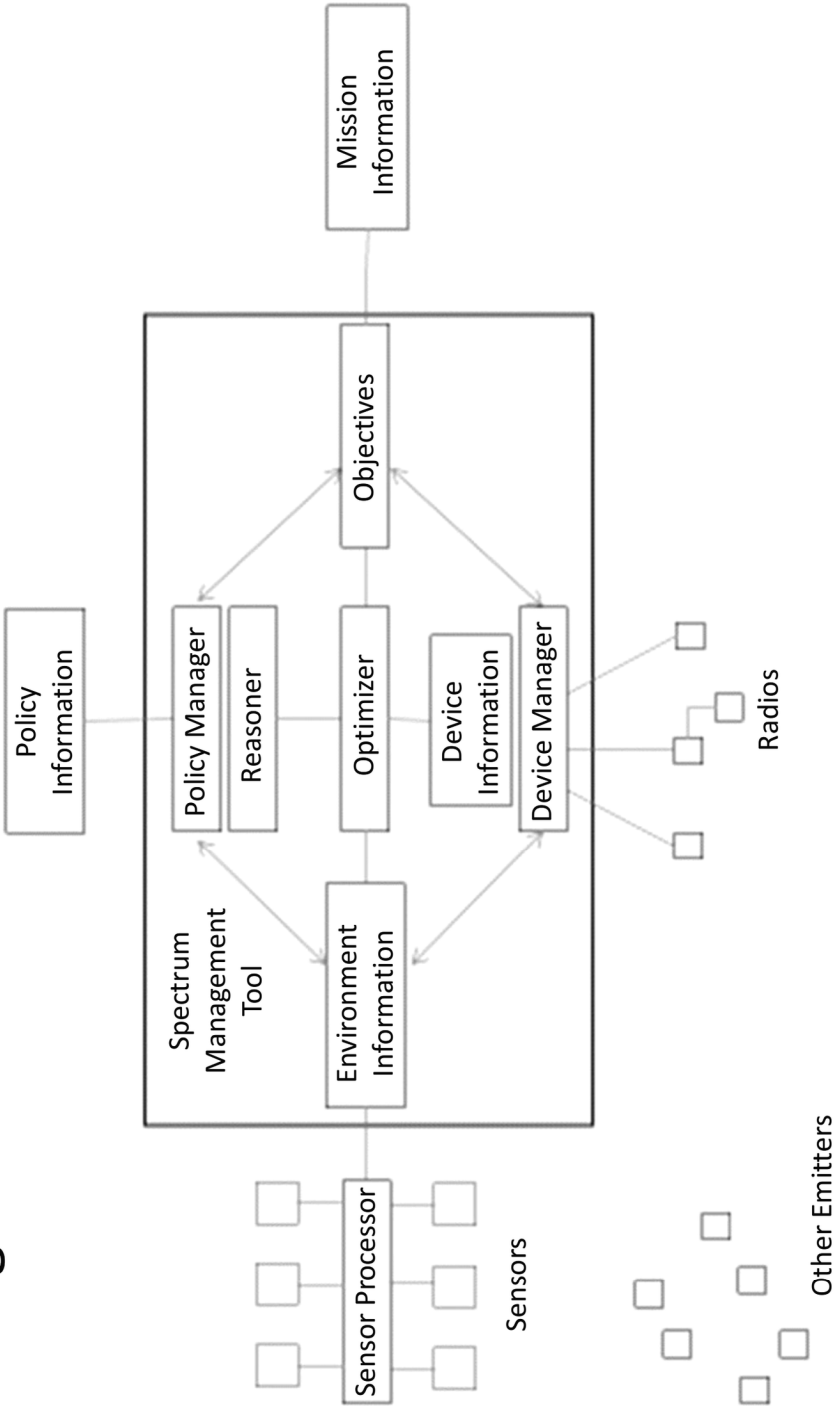 Policy
Information
Spectrum
Management
Tool
Policy Manager
Reasoner
Sensor Processor
Environment
Information
Optimizer
Objectives
Mission
Information
Device
Information
Device Manager
Sensors
Radios
Other Emitters